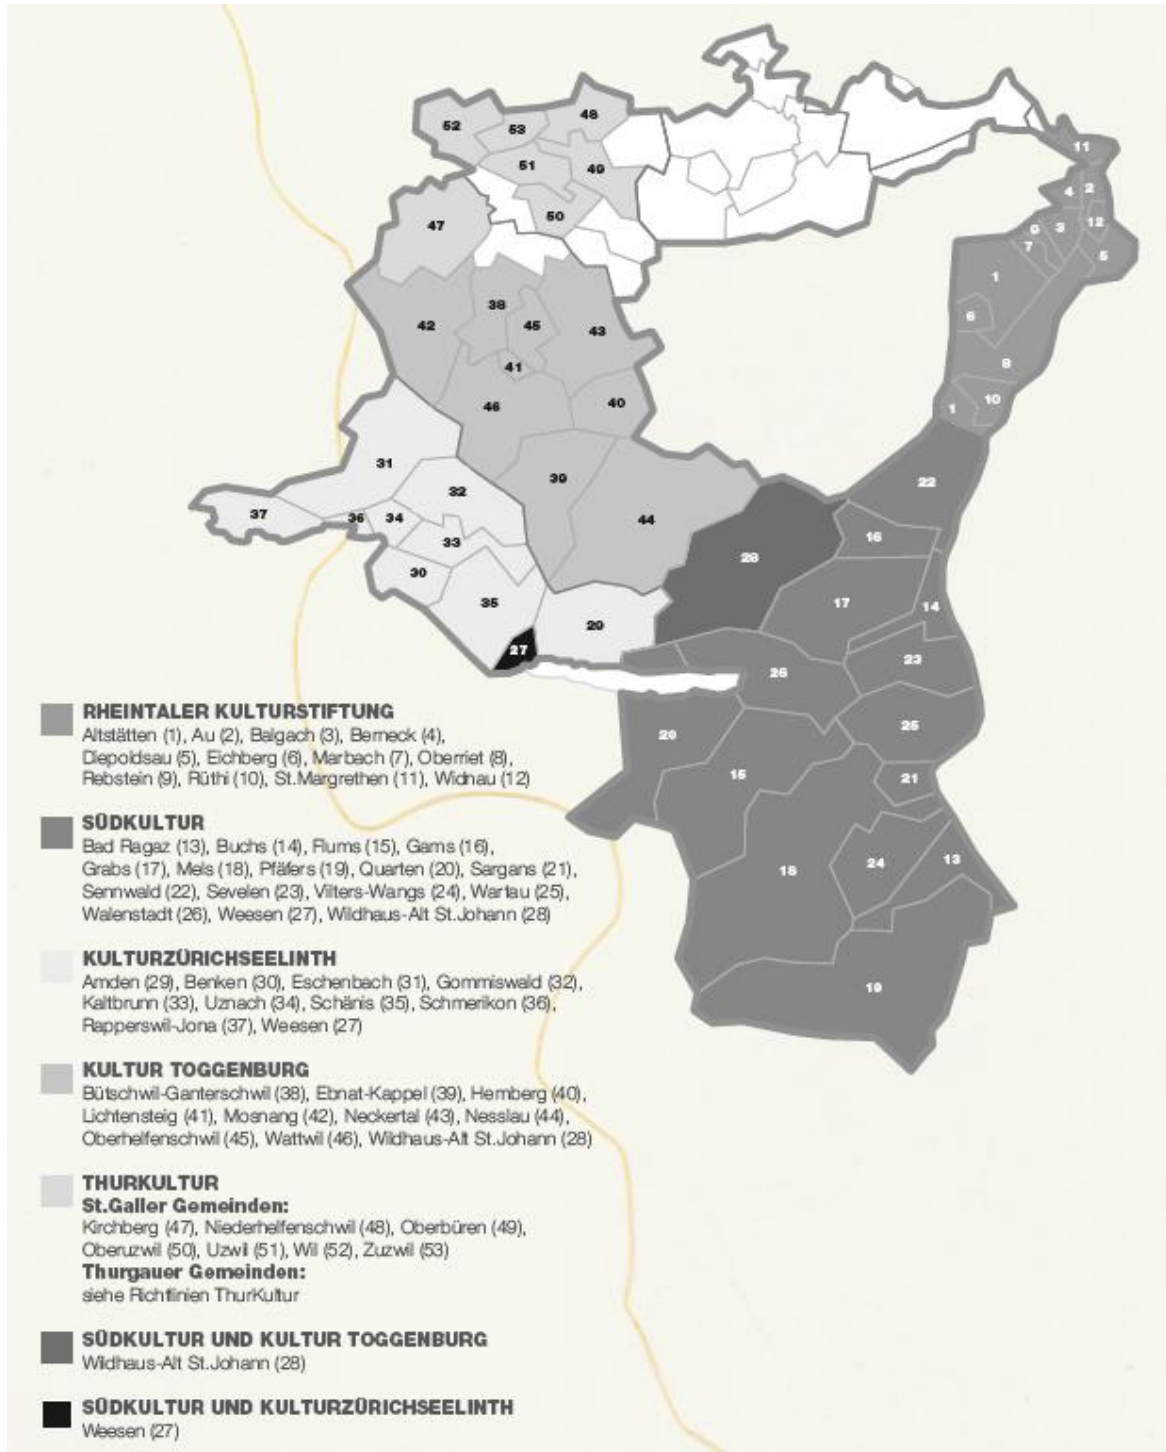 52
53
48
11
51
49
4
2
50
47
9
3
12
7
5
1
38
6
42
45
43
41
8
46
40
1
10
31
39
22
32
37
36
34
44
16
33
28
30
35
17
14
29
27
23
26
20
25
15
21
18
24
13
19
RHEINTALER KULTURSTIFTUNG
Altstätten (1), Au (2), Balgach (3), Berneck (4),
Diepoldsau (5), Eichberg (6), Marbach (7), Oberriet (8),
Rebstein (9), Rüthi (10), St.Margrethen (11), Widnau (12)
SÜDKULTUR
Bad Ragaz (13), Buchs (14), Flums (15), Gams (16),
Grabs (17), Mels (18), Pfäfers (19), Quarten (20), Sargans (21),
Sennwald (22), Sevelen (23), Vilters-Wangs (24), Wartau (25),
Walenstadt (26), Weesen (27), Wildhaus-Alt St.Johann (28)
KULTURZÜRICHSEELINTH
Amden (29), Benken (30), Eschenbach (31), Gommiswald (32),
Kaltbrunn (33), Uznach (34), Schänis (35), Schmerikon (36),
Rapperswil-Jona (37), Weesen (27)
KULTUR TOGGENBURG
Bütschwil-Ganterschwil (38), Ebnat-Kappel (39), Hemberg (40),
Lichtensteig (41), Mosnang (42), Neckertal (43), Nesslau (44),
Oberhelfenschwil (45), Wattwil (46), Wildhaus-Alt St.Johann (28)
THURKULTUR
St.Galler Gemeinden:
Kirchberg (47), Niederhelfenschwil (48), Oberbüren (49),
Oberuzwil (50), Uzwil (51), Wil (52), Zuzwil (53)
Thurgauer Gemeinden:
siehe Richtlinien ThurKultur
SÜDKULTUR UND KULTUR TOGGENBURG
Wildhaus-Alt St.Johann (28)
SÜDKULTUR UND KULTURZÜRICHSEELINTH
Weesen (27)